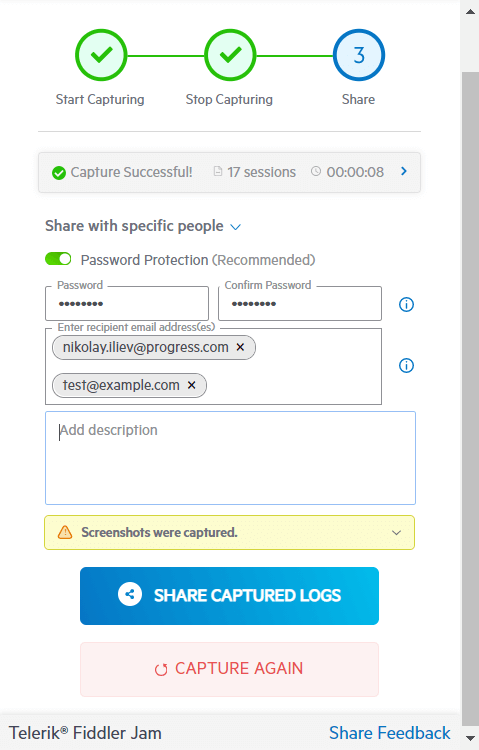 3
Start Capturing Stop Capturing Share
Capture Successful! 17 sessions 00:00:08
Share with specific people
Password Protection (Recommended)
Password Confirm Password
•••••••• ••••••••
Enter recipient email address(es)
nikolay.iliev@progress.com ×
test@example.com ×
Add description
Screenshots were captured.
SHARE CAPTURED LOGS
CAPTURE AGAIN
Telerik® Fiddler Jam Share Feedback